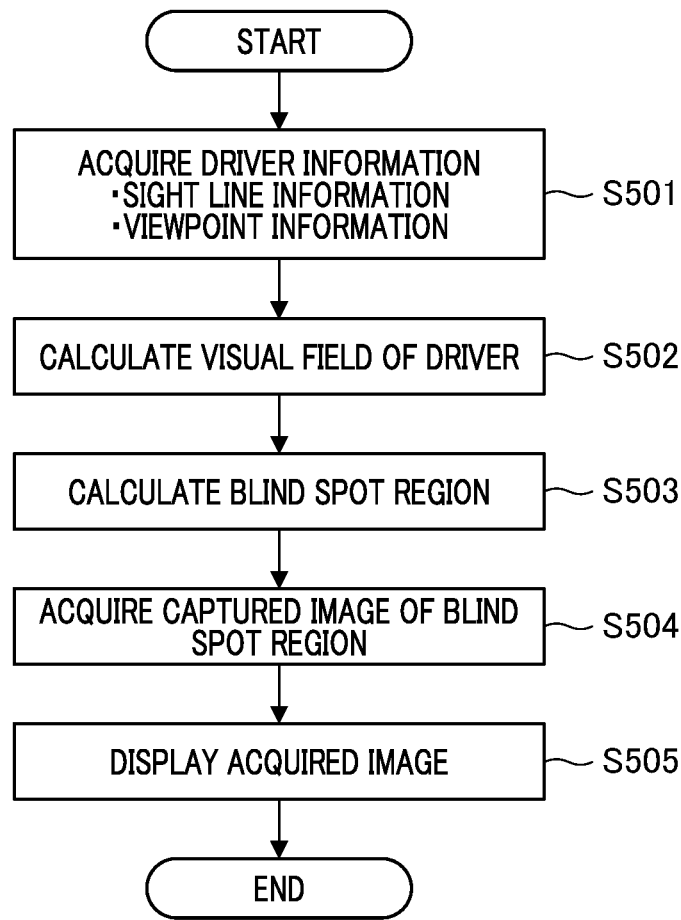 START
ACQUIRE DRIVER INFORMATION
・SIGHT LINE INFORMATION
・VIEWPOINT INFORMATION
S501
CALCULATE VISUAL FIELD OF DRIVER
S502
CALCULATE BLIND SPOT REGION
S503
ACQUIRE CAPTURED IMAGE OF BLIND
SPOT REGION
S504
DISPLAY ACQUIRED IMAGE
S505
END